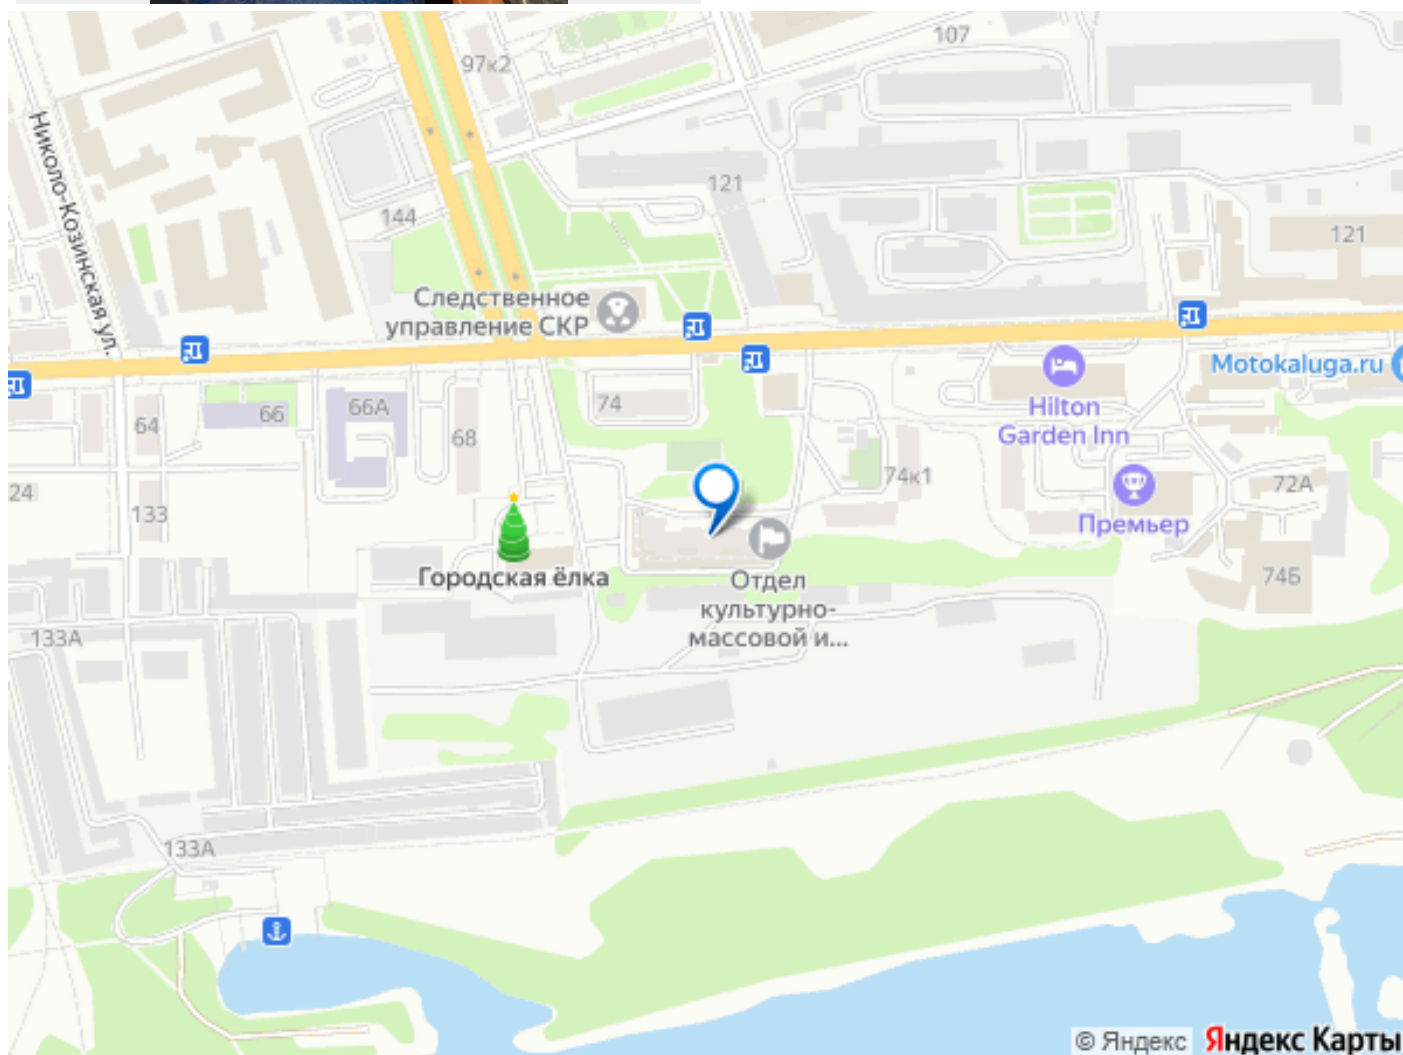 107
97к2
Николо-Козинская ул.
121
144
121
Следственное
управление СКР
Motokaluga.ru
66
66А
74
64
68
Hilton
Garden Inn
24
133
74к1
72А
Премьер
Городская ёлка
Отдел
культурно-
массовой и...
74Б
133А
133А
© Яндекс Яндекс Карты